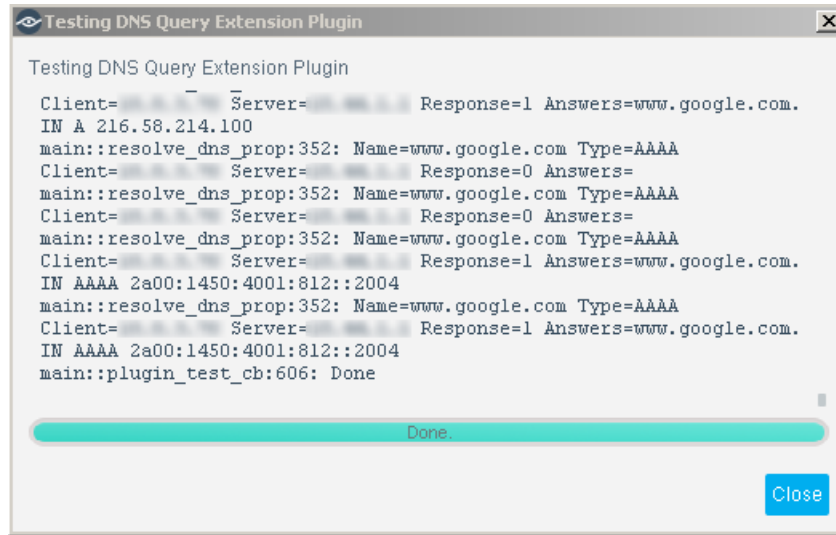 Testing DNS Query Extension Plugin
Testing DNS Query Extension Plugin
Client= Server= Response=1 Answers=www.google.com.
IN A 216.58.214.100
main::resolve_dns_prop:352: Name=www.google.com Type=AAAA
Client= Server= Response=0 Answers=
main::resolve_dns_prop:352: Name=www.google.com Type=AAAA
Client= Server= Response=0 Answers=
main::resolve_dns_prop:352: Name=www.google.com Type=AAAA
Client= Server= Response=1 Answers=www.google.com.
IN AAAA 2a00:1450:4001:812::2004
main::resolve_dns_prop:352: Name=www.google.com Type=AAAA
Client= Server= Response=1 Answers=www.google.com.
IN AAAA 2a00:1450:4001:812::2004
main::plugin_test_cb:606: Done
Done.
Close